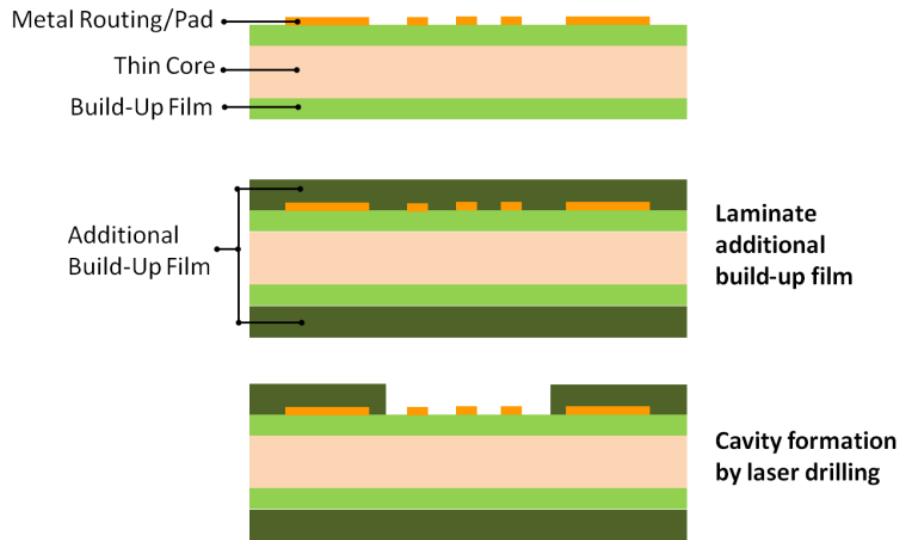 Metal Routing/Pad
Thin Core
Build-Up Film
Additional
Build-Up Film
Laminate
additional
build-up film
Cavity formation
by laser drilling